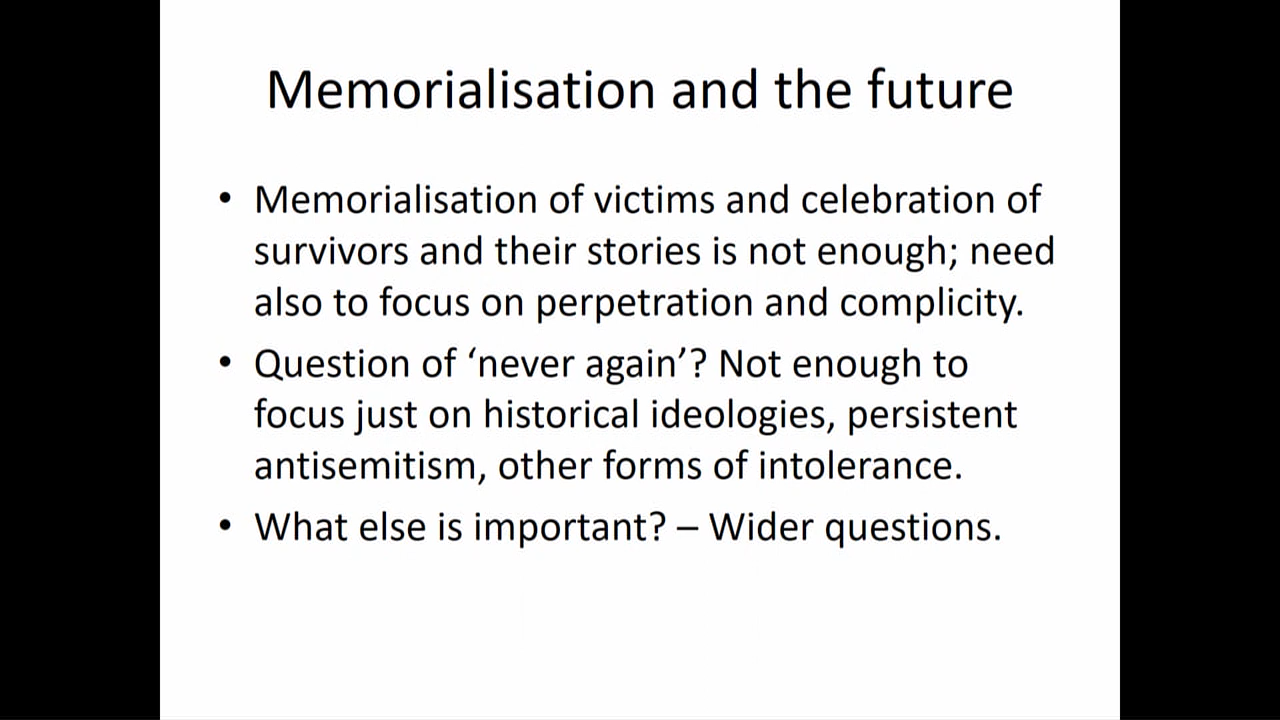 Memorialisation and the future
• Memorialisation of victims and celebration of
survivors and their stories is not enough; need
also to focus on perpetration and complicity.
• Question of ‘never again’? Not enough to
focus just on historical ideologies, persistent
antisemitism, other forms of intolerance.
• What else is important? – Wider questions.